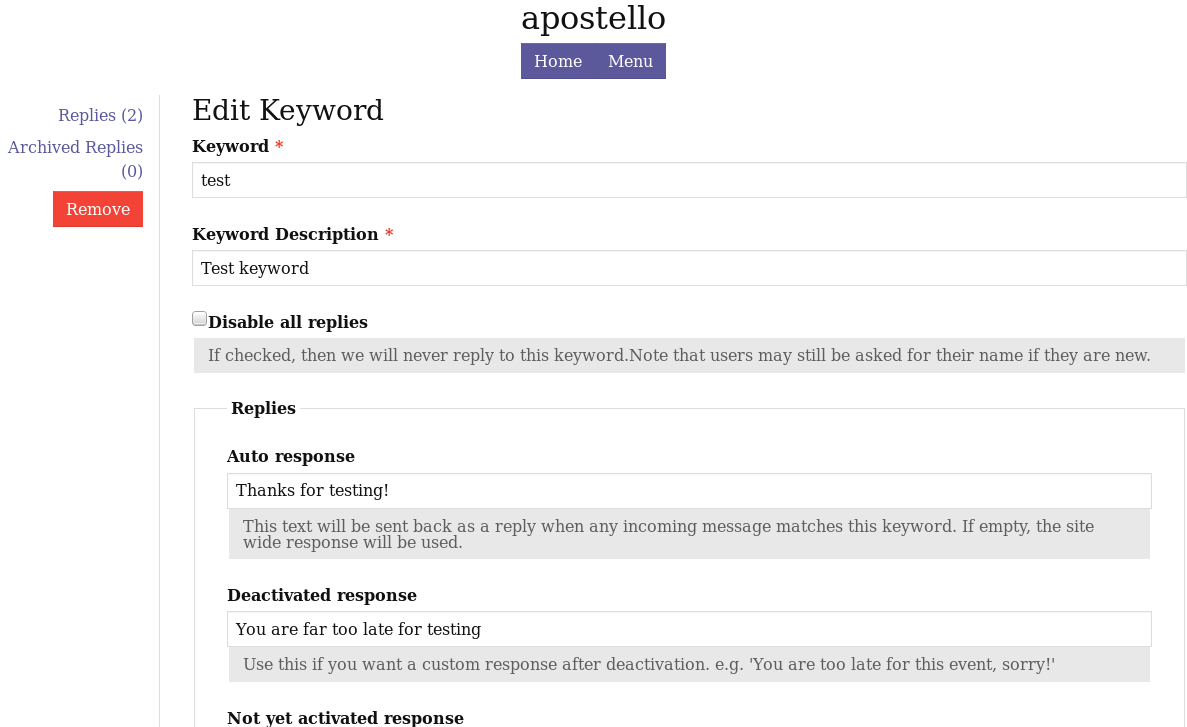 apostello
Home Menu
Replies (2)
Archived Replies
(0)
Remove
Edit Keyword
Keyword *
test
Keyword Description *
Test keyword
Disable all replies
If checked, then we will never reply to this keyword.Note that users may still be asked for their name if they are new.
Replies
Auto response
Thanks for testing!
This text will be sent back as a reply when any incoming message matches this keyword. If empty, the site
wide response will be used.
Deactivated response
You are far too late for testing
Use this if you want a custom response after deactivation. e.g. 'You are too late for this event, sorry!'
Not yet activated response